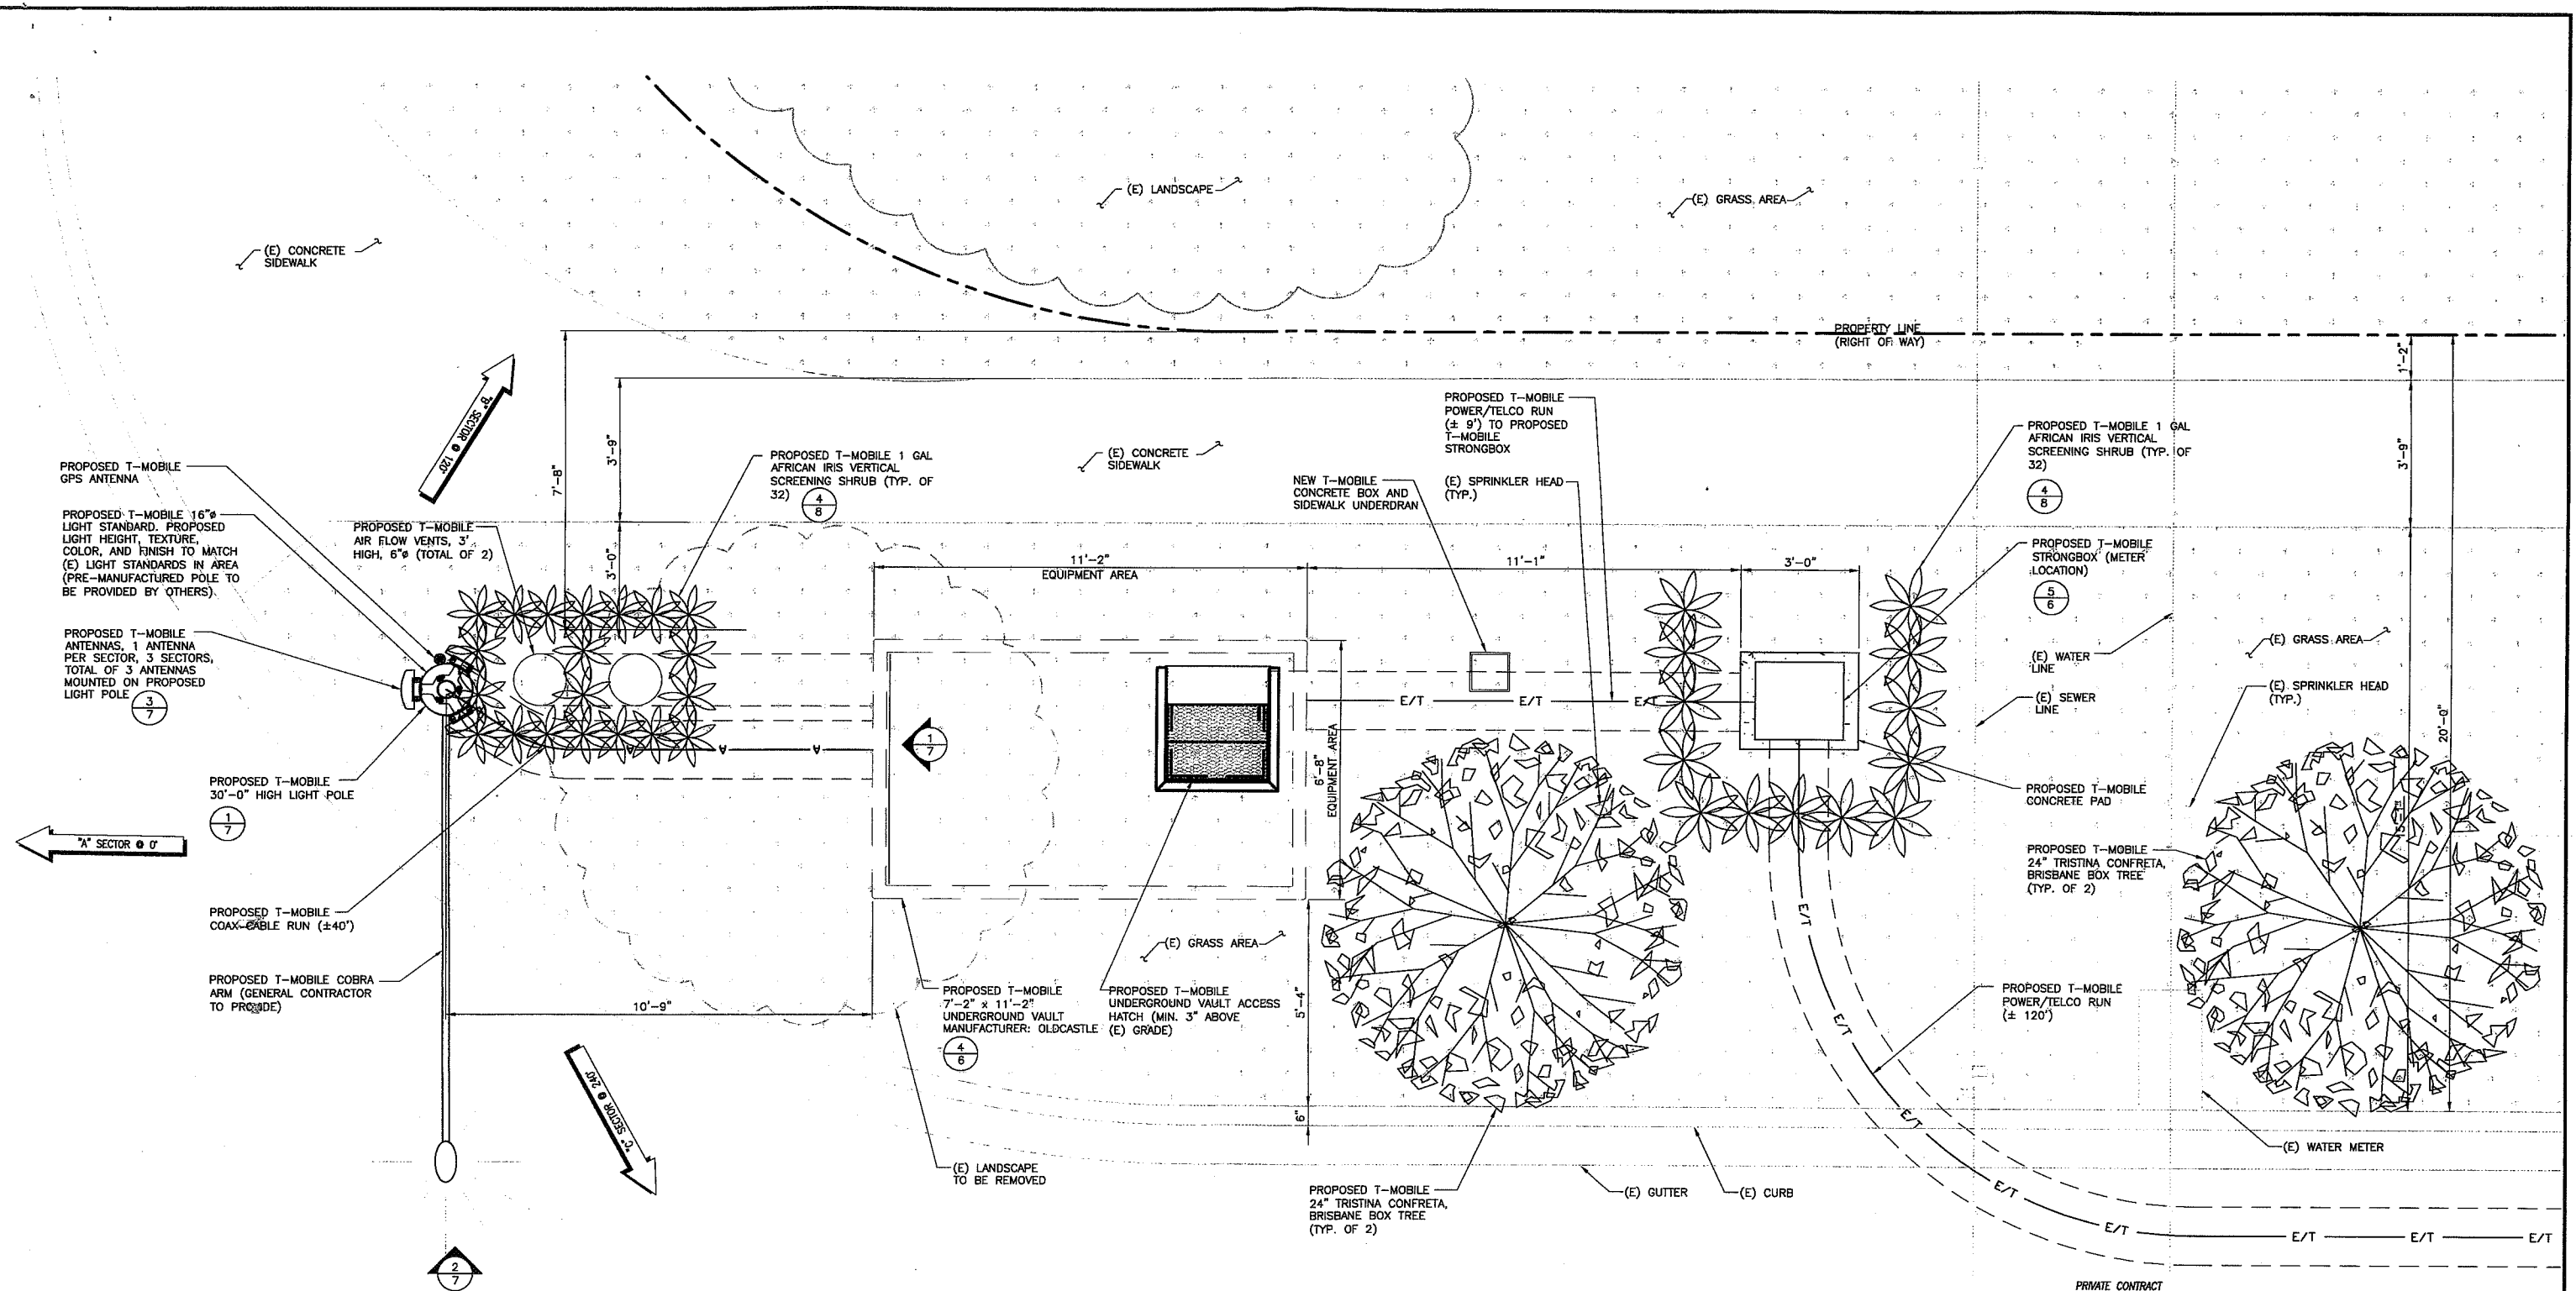 (E) LANDSCAPE
(E) GRASS AREA
(E) CONCRETE
SIDEWALK
PROPERTY LINE
(RIGHT OF WAY)
1'-2"
"B" SECTOR @ 120°
7'-8"
3'-9"
PROPOSED T-MOBILE 1 GAL
AFRICAN IRIS VERTICAL
SCREENING SHRUB (TYP. OF
32)
4
8
(E) CONCRETE
SIDEWALK
PROPOSED T-MOBILE
POWER/TELCO RUN
(± 9') TO PROPOSED
T-MOBILE
STRONGBOX
(E) SPRINKLER HEAD
(TYP.)
NEW T-MOBILE
CONCRETE BOX AND
SIDEWALK UNDERDRAN
PROPOSED T-MOBILE 1 GAL
AFRICAN IRIS VERTICAL
SCREENING SHRUB (TYP. OF
32)
4
8
3'-9"
PROPOSED T-MOBILE
GPS ANTENNA
PROPOSED T-MOBILE 16"ø
LIGHT STANDARD. PROPOSED
LIGHT HEIGHT, TEXTURE,
COLOR, AND FINISH TO MATCH
(E) LIGHT STANDARDS IN AREA
(PRE-MANUFACTURED POLE TO
BE PROVIDED BY OTHERS)
PROPOSED T-MOBILE
AIR FLOW VENTS, 3'
HIGH, 6"ø (TOTAL OF 2)
3'-0"
11'-2"
EQUIPMENT AREA
11'-1"
3'-0"
PROPOSED T-MOBILE
STRONGBOX (METER
LOCATION)
5
6
PROPOSED T-MOBILE
ANTENNAS, 1 ANTENNA
PER SECTOR, 3 SECTORS,
TOTAL OF 3 ANTENNAS
MOUNTED ON PROPOSED
LIGHT POLE
3
7
(E) WATER
LINE
(E) GRASS AREA
(E) SEWER
LINE
(E) SPRINKLER HEAD
(TYP.)
E/T
E/T
E/T
A
A
A
1
7
6'-8"
EQUIPMENT AREA
20'-0"
PROPOSED T-MOBILE
30'-0" HIGH LIGHT POLE
1
7
PROPOSED T-MOBILE
CONCRETE PAD
"A" SECTOR @ 0°
PROPOSED T-MOBILE
24" TRISTINA CONFRETA,
BRISBANE BOX TREE
(TYP. OF 2)
PROPOSED T-MOBILE
COAX-CABLE RUN (±40')
E/T
(E) GRASS AREA
PROPOSED T-MOBILE COBRA
ARM (GENERAL CONTRACTOR
TO PROVIDE)
10'-9"
PROPOSED T-MOBILE
7'-2" x 11'-2"
UNDERGROUND VAULT
MANUFACTURER: OLDCASTLE
4
6
PROPOSED T-MOBILE
UNDERGROUND VAULT ACCESS
HATCH (MIN. 3" ABOVE
(E) GRADE)
5'-4"
PROPOSED T-MOBILE
POWER/TELCO RUN
(± 120')
E/T
"C" SECTOR @ 240°
6"
E/T
(E) WATER METER
(E) LANDSCAPE
TO BE REMOVED
PROPOSED T-MOBILE
24" TRISTINA CONFRETA,
BRISBANE BOX TREE
(TYP. OF 2)
(E) GUTTER
(E) CURB
E/T
E/T
E/T
E/T
E/T
2
7
PRIVATE CONTRACT